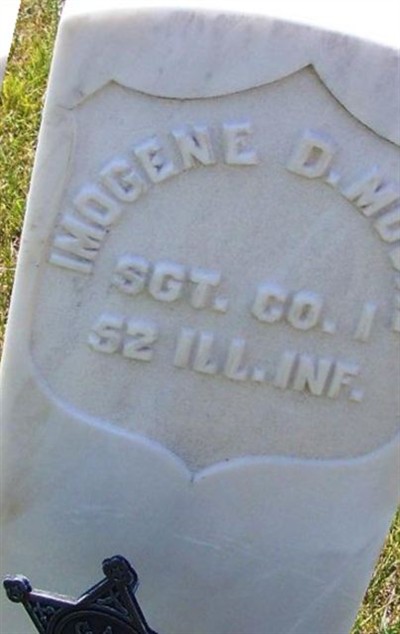 IMOGENE D. MO
SGT. CO. I
52 ILL. INF.